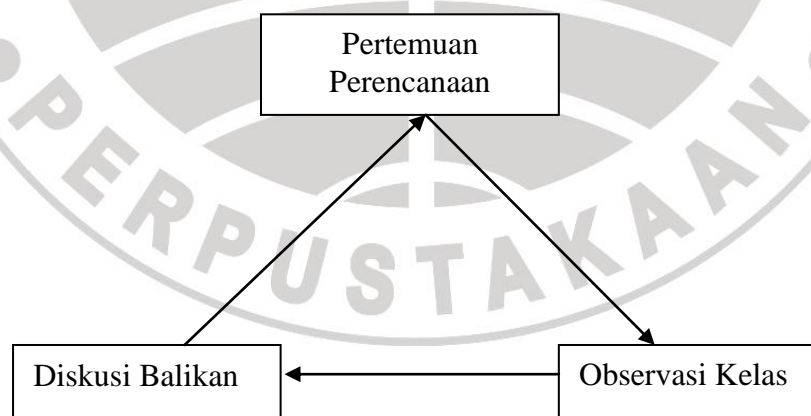 Pertemuan
Perencanaan
PERPUSTAKAAN
Diskusi Balikan
Observasi Kelas